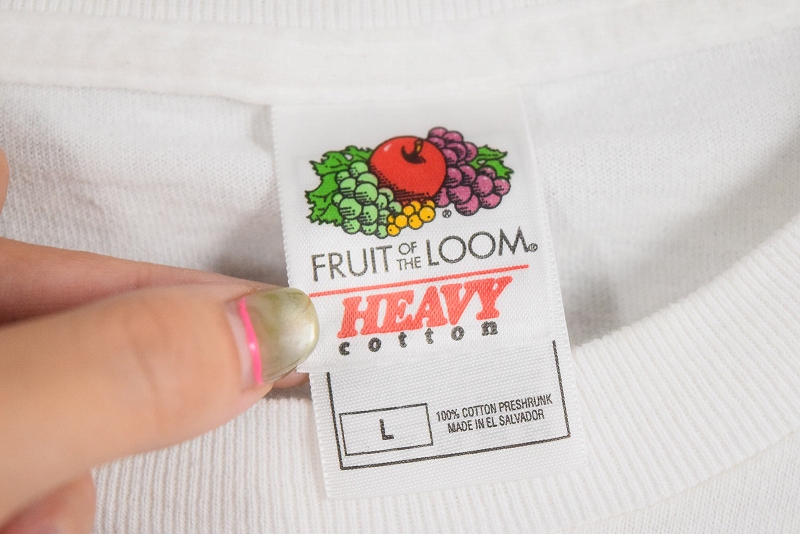 ®
FRUIT OF THE LOOM®
HEAVY
cotton
L
100% COTTON PRESHRUNK
MADE IN EL SALVADOR